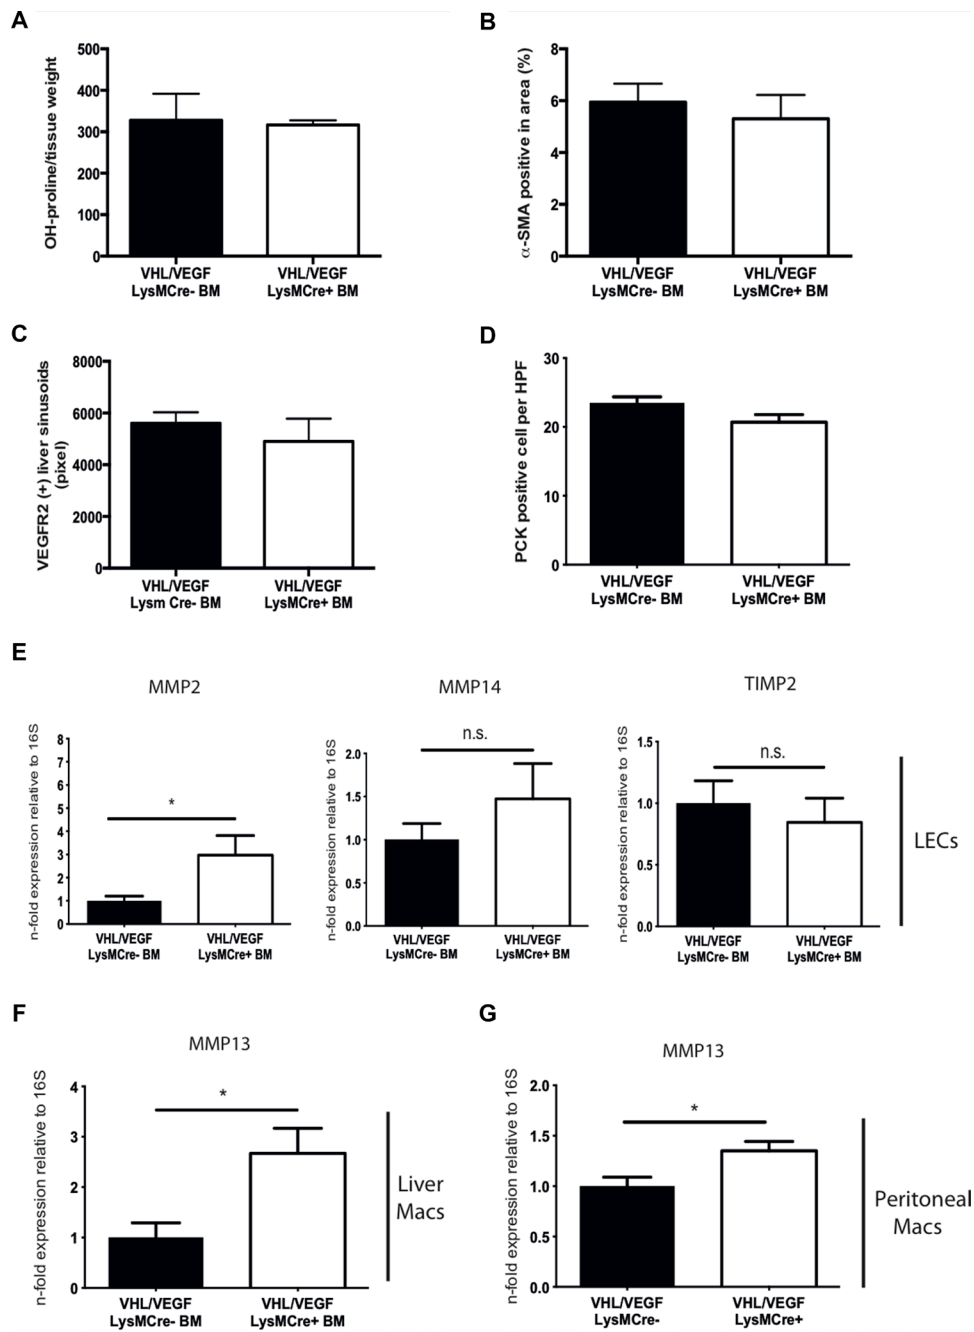 A
OH-proline/tissue weight
500
400
300
200
100
0
VHL/VEGF
LysMCre- BM
VHL/VEGF
LysMCre+ BM
B
α-SMA positive in area (%)
8
6
4
2
0
VHL/VEGF
LysMCre- BM
VHL/VEGF
LysMCre+ BM
C
VEGFR2 (+) liver sinusoids
(pixel)
8000
6000
4000
2000
0
VHL/VEGF
Lysm Cre- BM
VHL/VEGF
LysMCre+ BM
D
PCK positive cell per HPF
30
20
10
0
VHL/VEGF
LysMCre- BM
VHL/VEGF
LysMCre+ BM
E
MMP2
n-fold expression relative to 16S
8
7
6
5
4
3
2
1
0
*
VHL/VEGF
LysMCre- BM
VHL/VEGF
LysMCre+ BM
MMP14
n-fold expression relative to 16S
2.0
1.5
1.0
0.5
0.0
n.s.
VHL/VEGF
LysMCre- BM
VHL/VEGF
LysMCre+ BM
TIMP2
n-fold expression relative to 16S
1.5
1.0
0.5
0.0
n.s.
VHL/VEGF
LysMCre- BM
VHL/VEGF
LysMCre+ BM
LECs
F
MMP13
n-fold expression relative to 16S
4
3
2
1
0
*
VHL/VEGF
LysMCre- BM
VHL/VEGF
LysMCre+ BM
Liver
Macs
G
MMP13
n-fold expression relative to 16S
2.0
1.5
1.0
0.5
0.0
*
VHL/VEGF
LysMCre-
VHL/VEGF
LysMCre+
Peritoneal
Macs